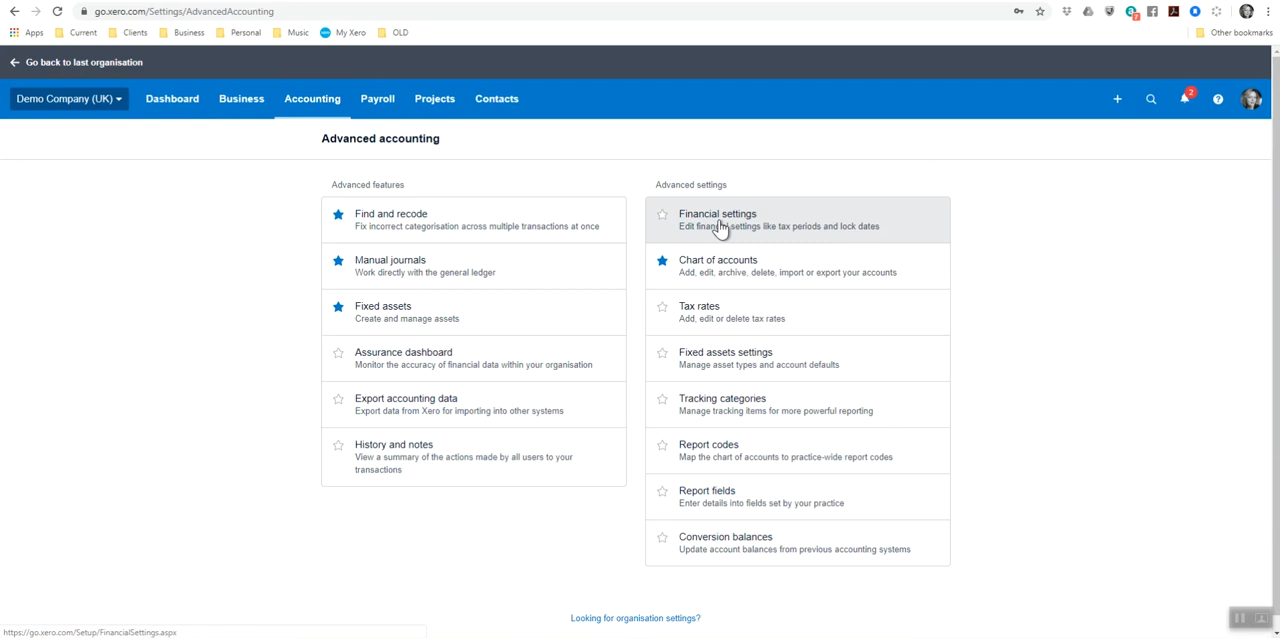 go.xero.com/Settings/AdvancedAccounting
Apps Current Clients Business Personal Music My Xero OLD Other bookmarks
Go back to last organisation
Demo Company (UK) Dashboard Business Accounting Payroll Projects Contacts 2
Advanced accounting
Advanced features
Find and recode
Fix incorrect categorisation across multiple transactions at once
Manual journals
Work directly with the general ledger
Fixed assets
Create and manage assets
Assurance dashboard
Monitor the accuracy of financial data within your organisation
Export accounting data
Export data from Xero for importing into other systems
History and notes
View a summary of the actions made by all users to your
transactions
Advanced settings
Financial settings
Edit financial settings like tax periods and lock dates
Chart of accounts
Add, edit, archive, delete, import or export your accounts
Tax rates
Add, edit or delete tax rates
Fixed assets settings
Manage asset types and account defaults
Tracking categories
Manage tracking items for more powerful reporting
Report codes
Map the chart of accounts to practice-wide report codes
Report fields
Enter details into fields set by your practice
Conversion balances
Update account balances from previous accounting systems
Looking for organisation settings?
https://go.xero.com/Setup/FinancialSettings.aspx